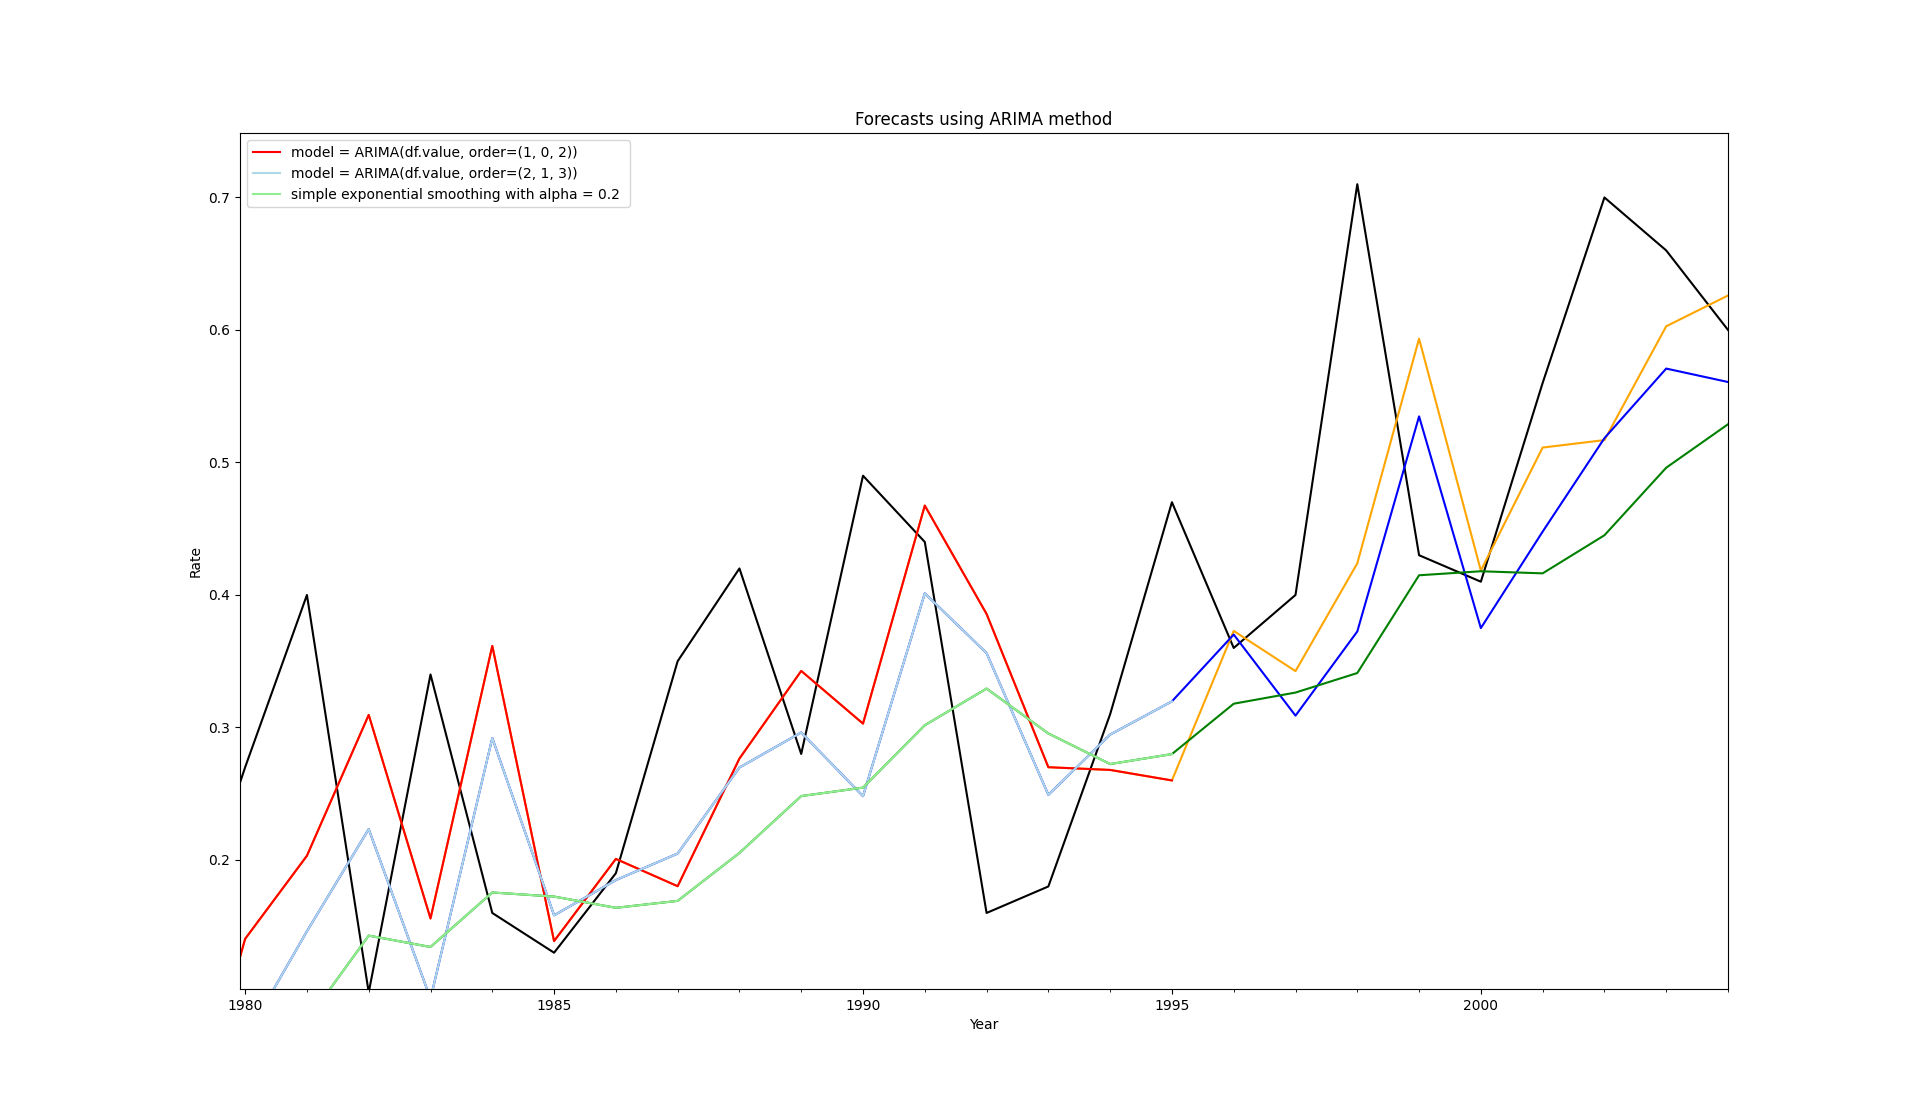 Forecasts using ARIMA method
model = ARIMA(df.value, order=(1, 0, 2))
model = ARIMA(df.value, order=(2, 1, 3))
simple exponential smoothing with alpha = 0.2
0.7
0.6
0.5
0.4
0.3
0.2
Rate
1980 1985 1990 1995 2000
Year